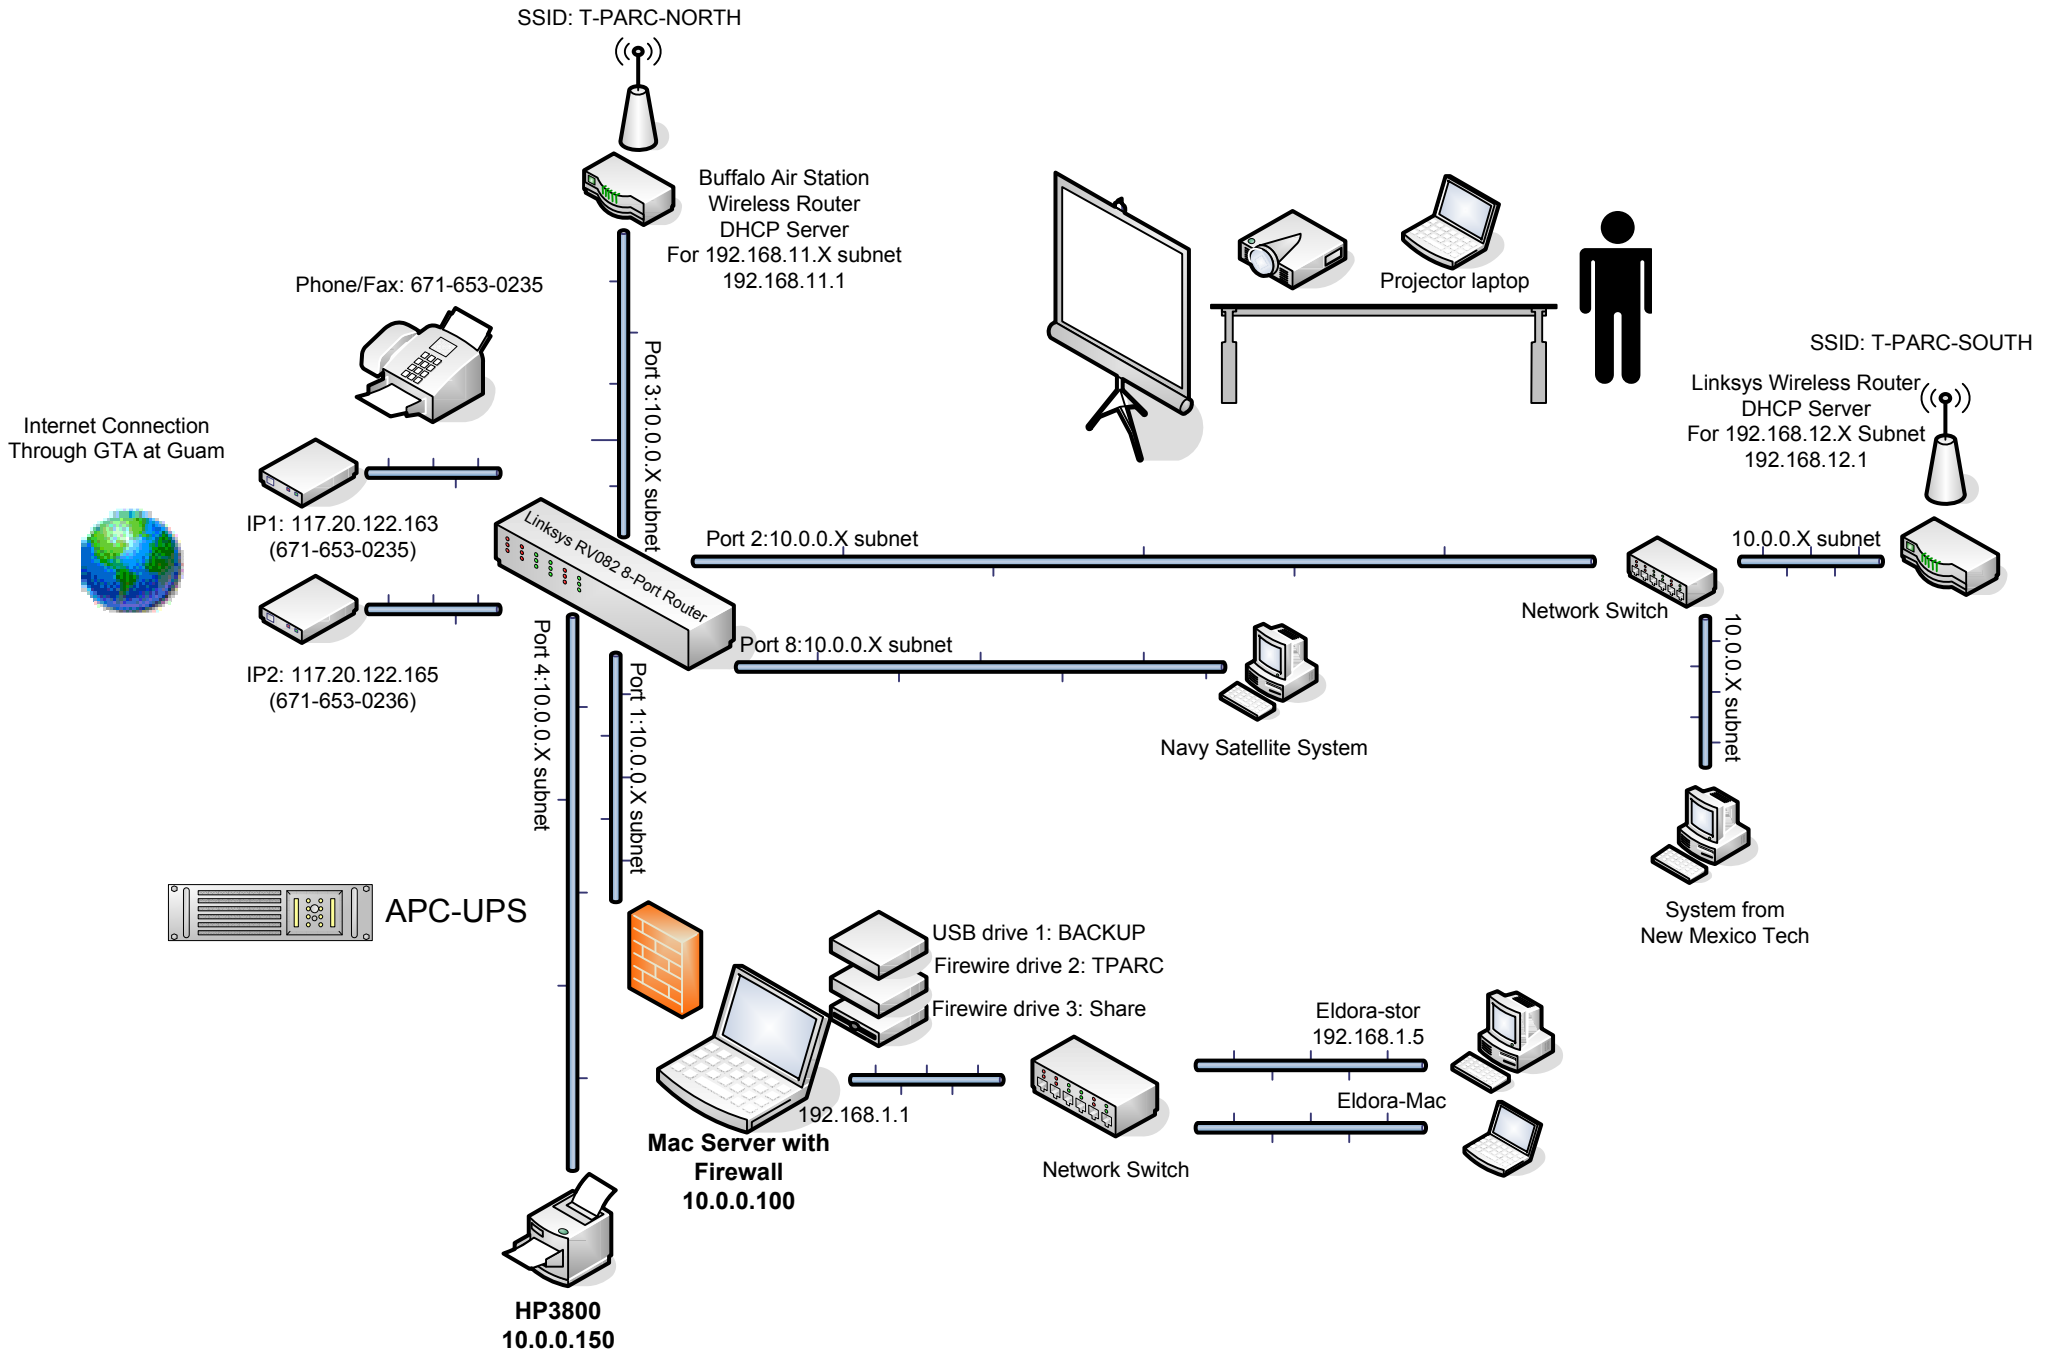 SSID: T-PARC-NORTH
Buffalo Air Station
Wireless Router
DHCP Server
For 192.168.11.X subnet
192.168.11.1
Phone/Fax: 671-653-0235
Projector laptop
SSID: T-PARC-SOUTH
Linksys Wireless Router
DHCP Server
For 192.168.12.X Subnet
192.168.12.1
Internet Connection
Through GTA at Guam
IP1: 117.20.122.163
(671-653-0235)
IP2: 117.20.122.165
(671-653-0236)
Linksys RV082 8-Port Router
Port 3:10.0.0.X subnet
Port 2:10.0.0.X subnet
10.0.0.X subnet
Network Switch
Port 8:10.0.0.X subnet
Navy Satellite System
10.0.0.X subnet
System from
New Mexico Tech
Port 4:10.0.0.X subnet
Port 1:10.0.0.X subnet
APC-UPS
USB drive 1: BACKUP
Firewire drive 2: TPARC
Firewire drive 3: Share
192.168.1.1
Mac Server with
Firewall
10.0.0.100
Network Switch
Eldora-stor
192.168.1.5
Eldora-Mac
HP3800
10.0.0.150